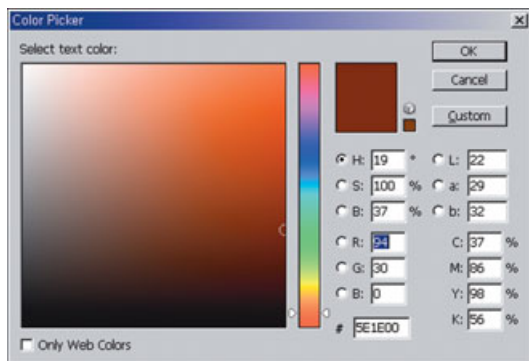 Color Picker
Select text color:
OK
Cancel
Custom
H: 19 ° L: 22
S: 100 % a: 29
B: 37 % b: 32
R: 94 C: 37 %
G: 30 M: 86 %
B: 0 Y: 98 %
# 5E1E00 K: 56 %
Only Web Colors